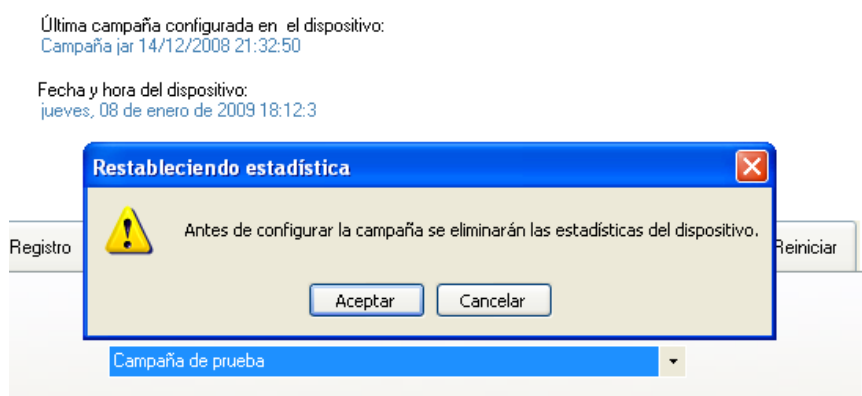 Última campaña configurada en  el dispositivo:
Campaña jar 14/12/2008 21:32:50
Fecha y hora del dispositivo:
jueves, 08 de enero de 2009 18:12:3
Restableciendo estadística
Antes de configurar la campaña se eliminarán las estadísticas del dispositivo.
Registro
Reiniciar
Aceptar
Cancelar
Campaña de prueba